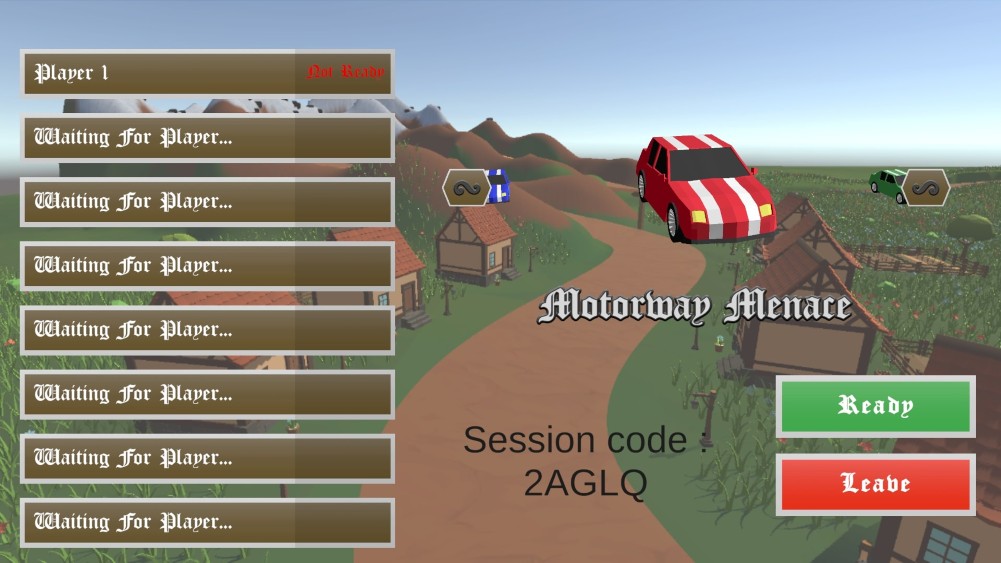 Player 1 Not Ready
Waiting For Player...
Waiting For Player...
Waiting For Player...
Waiting For Player...
Waiting For Player...
Waiting For Player...
Waiting For Player...
Motorway Menace
Session code :
2AGLQ
Ready
Leave